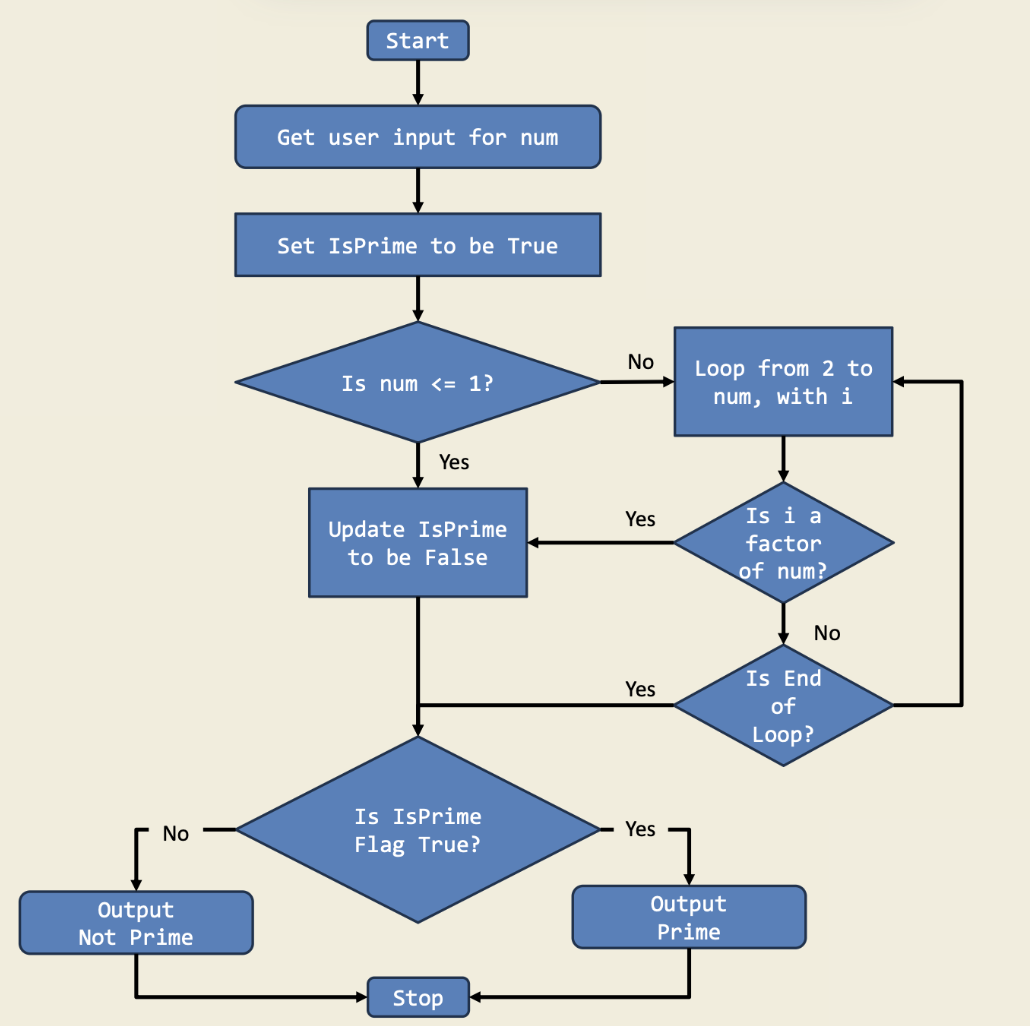 Start
Get user input for num
Set IsPrime to be True
Is num <= 1?
No
Loop from 2 to
num, with i
Yes
Update IsPrime
to be False
Yes
Is i a
factor
of num?
No
Yes
Is End
of
Loop?
Is IsPrime
Flag True?
No
Yes
Output
Not Prime
Output
Prime
Stop